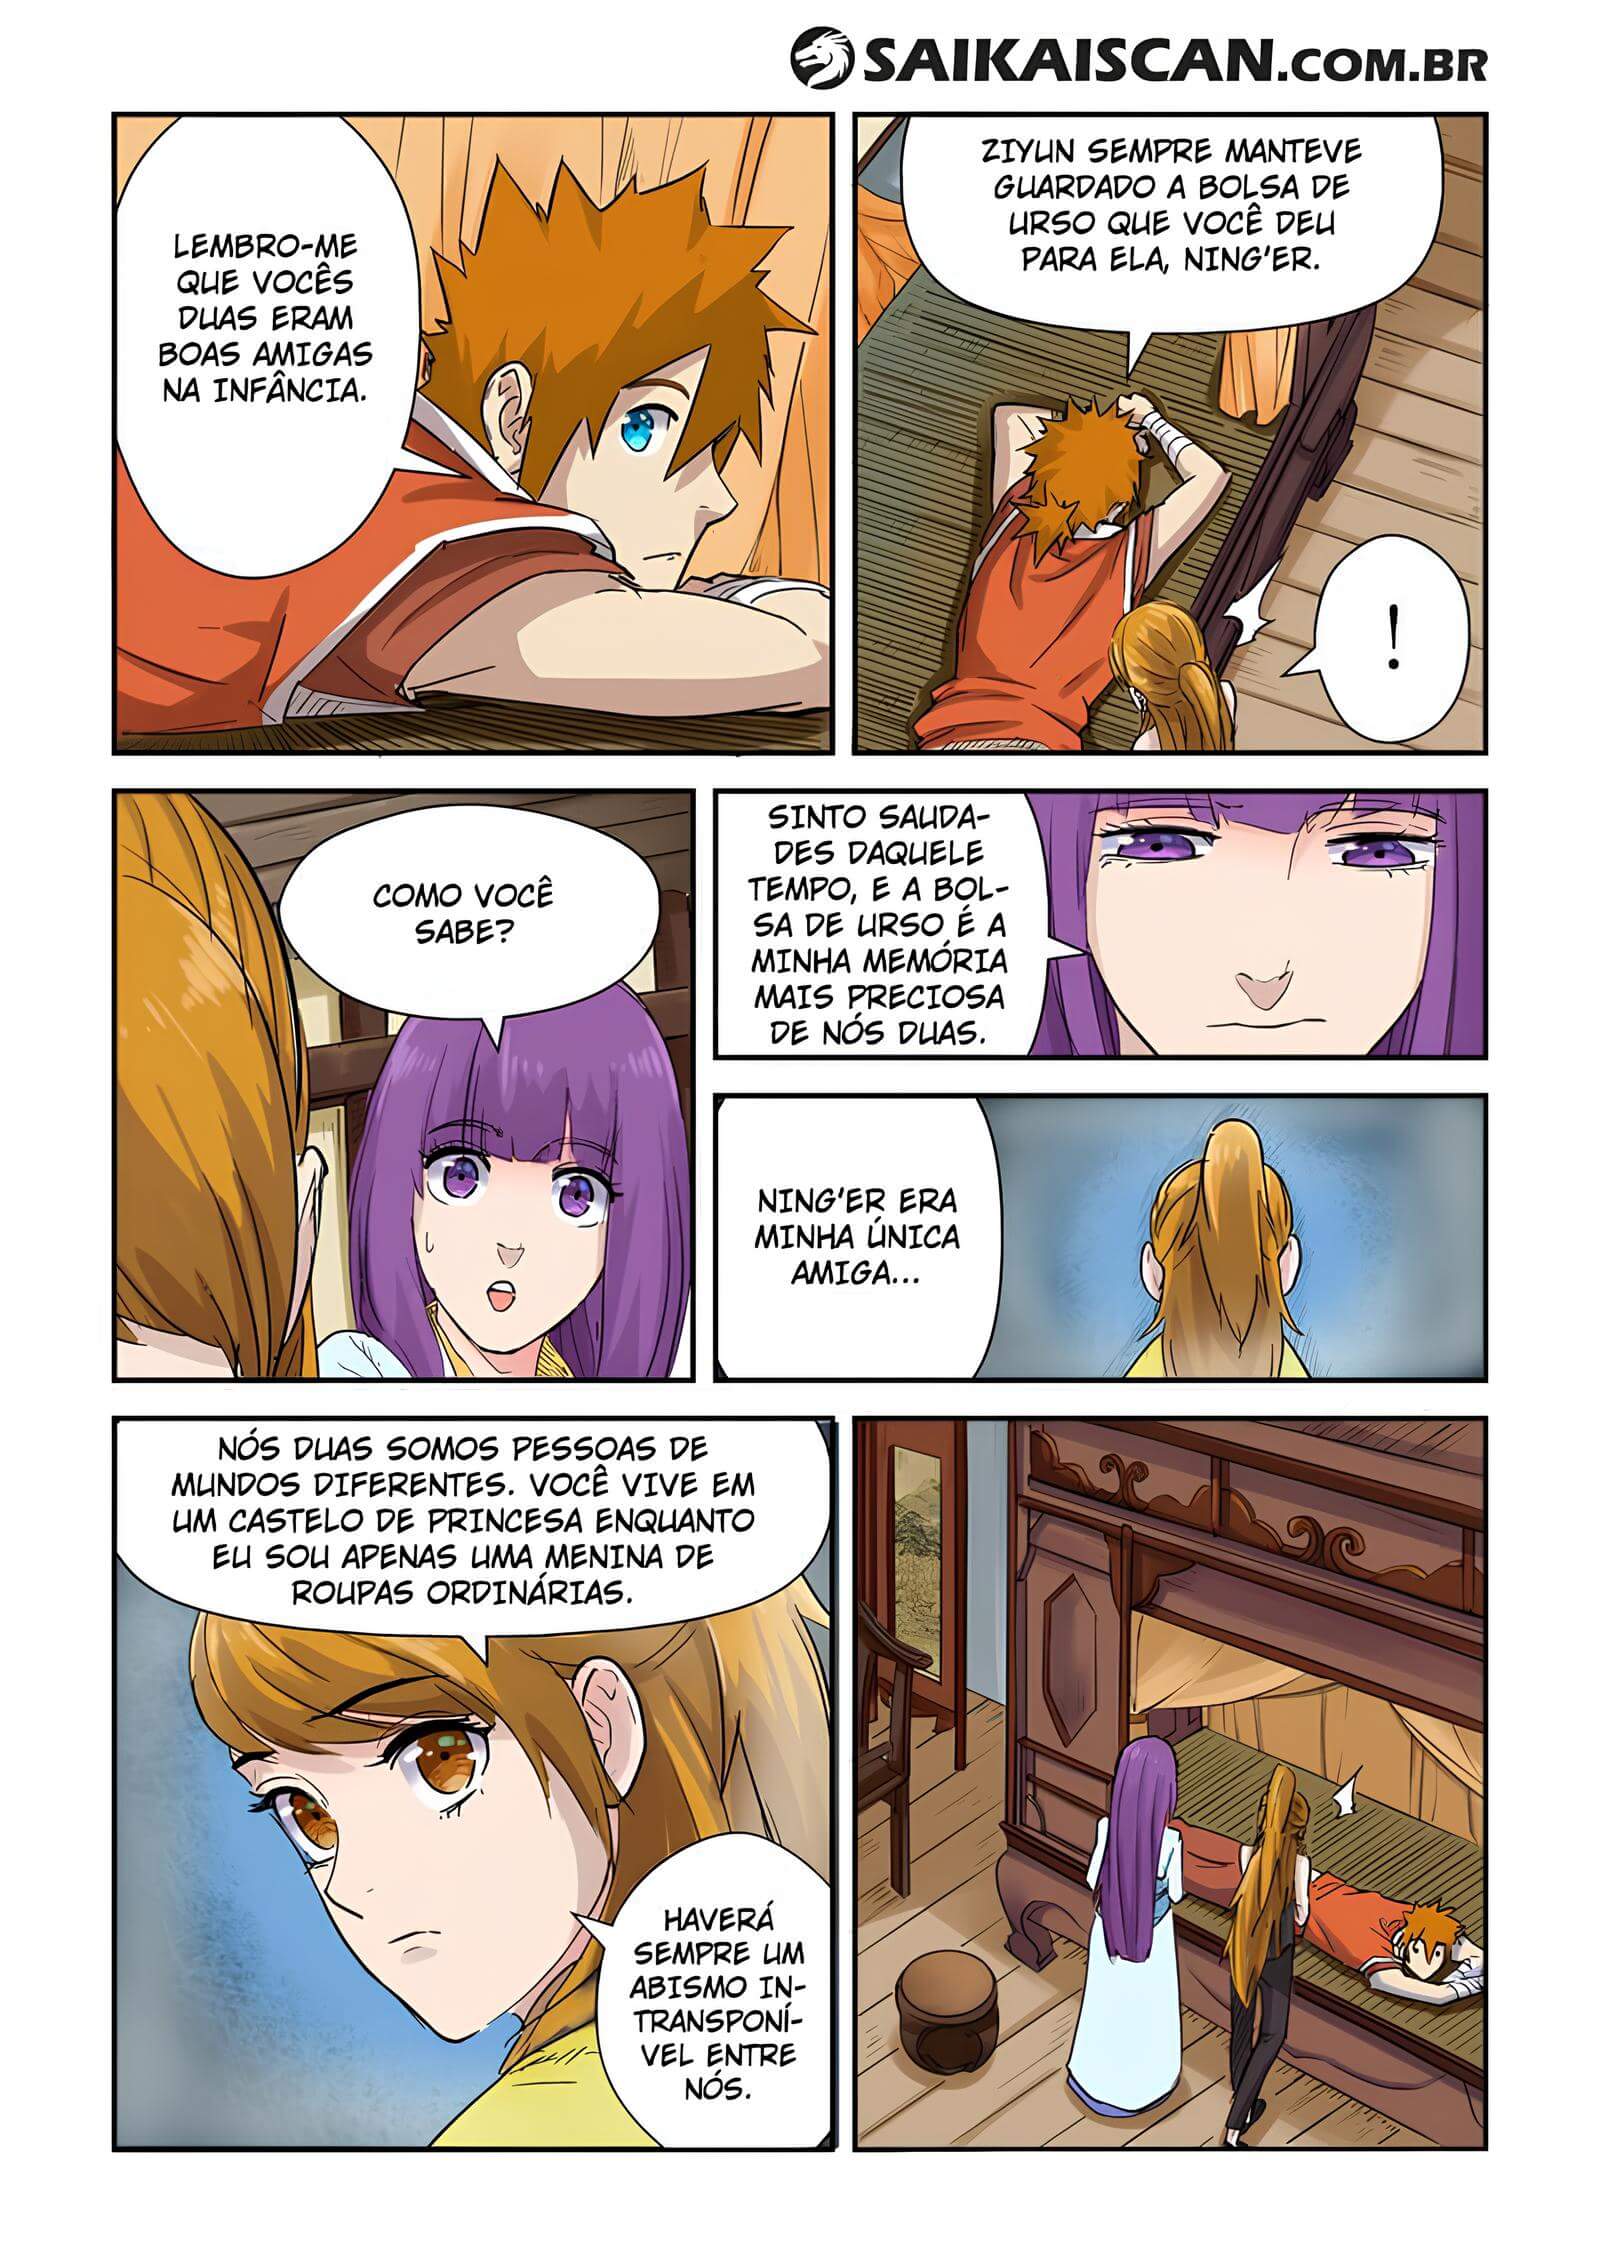 SAIKAISCAN.COM.BR
LEMBRO-ME
QUE VOCÊS
DUAS ERAM
BOAS AMIGAS
NA INFÂNCIA.
ZIYUN SEMPRE MANTEVE
GUARDADO A BOLSA DE
URSO QUE VOCÊ DEU
PARA ELA, NING'ER.
!
COMO VOCÊ
SABE?
SINTO SAUDA-
DES DAQUELE
TEMPO, E A BOL-
SA DE URSO É A
MINHA MEMÓRIA
MAIS PRECIOSA
DE NÓS DUAS.
NING'ER ERA
MINHA ÚNICA
AMIGA...
NÓS DUAS SOMOS PESSOAS DE
MUNDOS DIFERENTES. VOCÊ VIVE EM
UM CASTELO DE PRINCESA ENQUANTO
EU SOU APENAS UMA MENINA DE
ROUPAS ORDINÁRIAS.
HAVERÁ
SEMPRE UM
ABISMO IN-
TRANSPONÍ-
VEL ENTRE
NÓS.